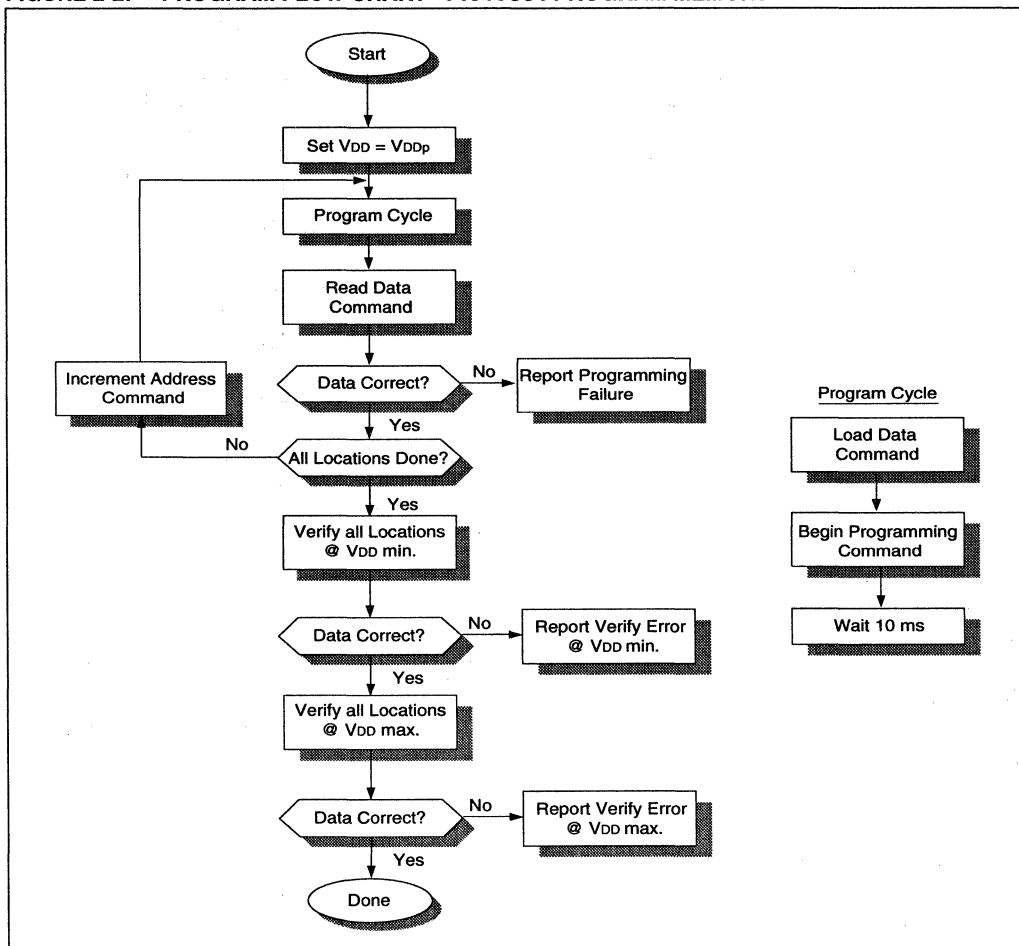 Start
Set VDD = VDDp
Program Cycle
Read Data
Command
Data Correct?
No
Report Programming
Failure
Yes
Increment Address
Command
No
All Locations Done?
Yes
Verify all Locations
@ VDD min.
Data Correct?
No
Report Verify Error
@ VDD min.
Yes
Verify all Locations
@ VDD max.
Data Correct?
No
Report Verify Error
@ VDD max.
Yes
Done
Program Cycle
Load Data
Command
Begin Programming
Command
Wait 10 ms